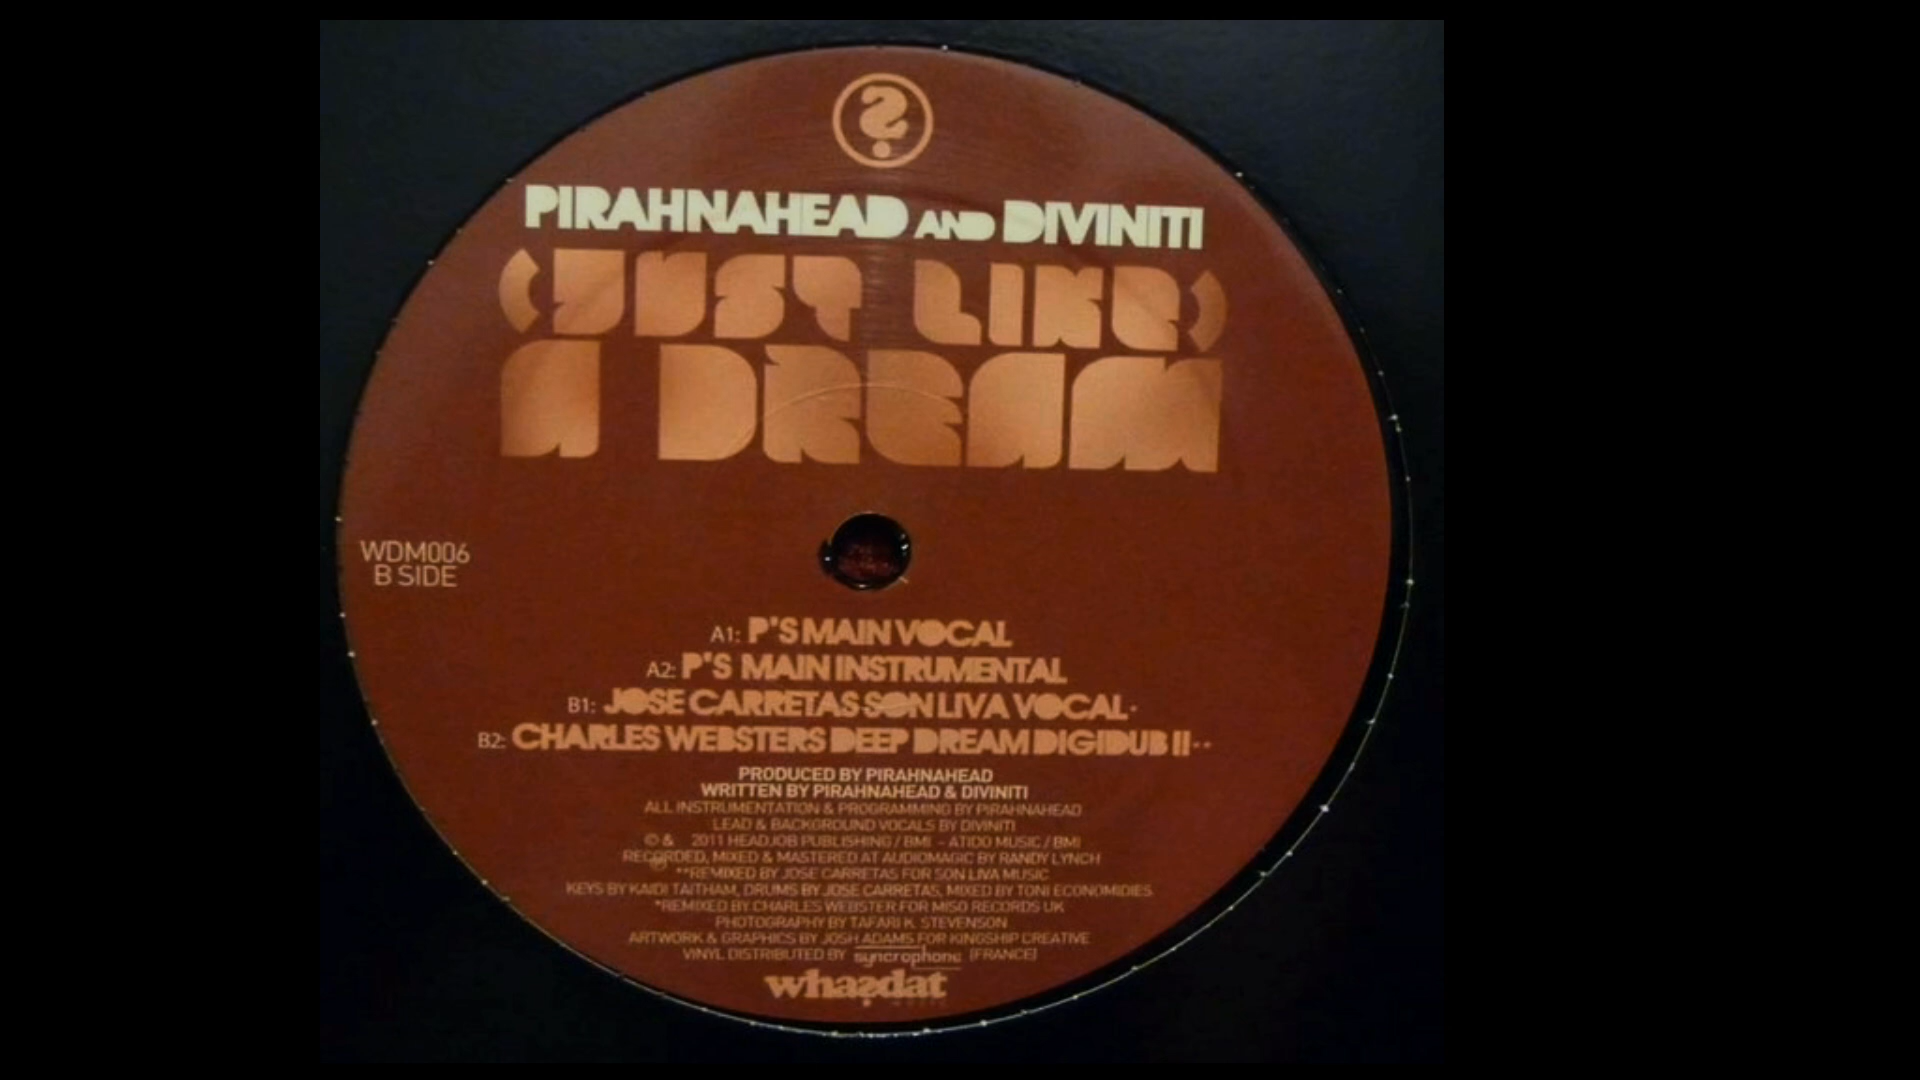 PIRAHNAHEAD AND DIVINITI
(JUST LIKE)
A DREAM
WDM006
B SIDE
A1: P'S MAIN VOCAL
A2: P'S MAIN INSTRUMENTAL
B1: JOSE CARRETAS SON LIVA VOCAL*
B2: CHARLES WEBSTERS DEEP DREAM DIGIDUB II**
PRODUCED BY PIRAHNAHEAD
WRITTEN BY PIRAHNAHEAD & DIVINITI
ALL INSTRUMENTATION & PROGRAMMING BY PIRAHNAHEAD
LEAD & BACKGROUND VOCALS BY DIVINITI
© & 2011 HEADJOB PUBLISHING / BMI - ATIDO MUSIC / BMI
RECORDED, MIXED & MASTERED AT AUDIOMAGIC BY RANDY LYNCH
**REMIXED BY JOSE CARRETAS FOR SON LIVA MUSIC
KEYS BY KAIDI TAITHAM, DRUMS BY JOSE CARRETAS, MIXED BY TONI ECONOMIDIES
*REMIXED BY CHARLES WEBSTER FOR MISO RECORDS UK
PHOTOGRAPHY BY TAFARI K. STEVENSON
ARTWORK & GRAPHICS BY JOSH ADAMS FOR KINGSHIP CREATIVE
VINYL DISTRIBUTED BY syncrophone (FRANCE)
wha?dat